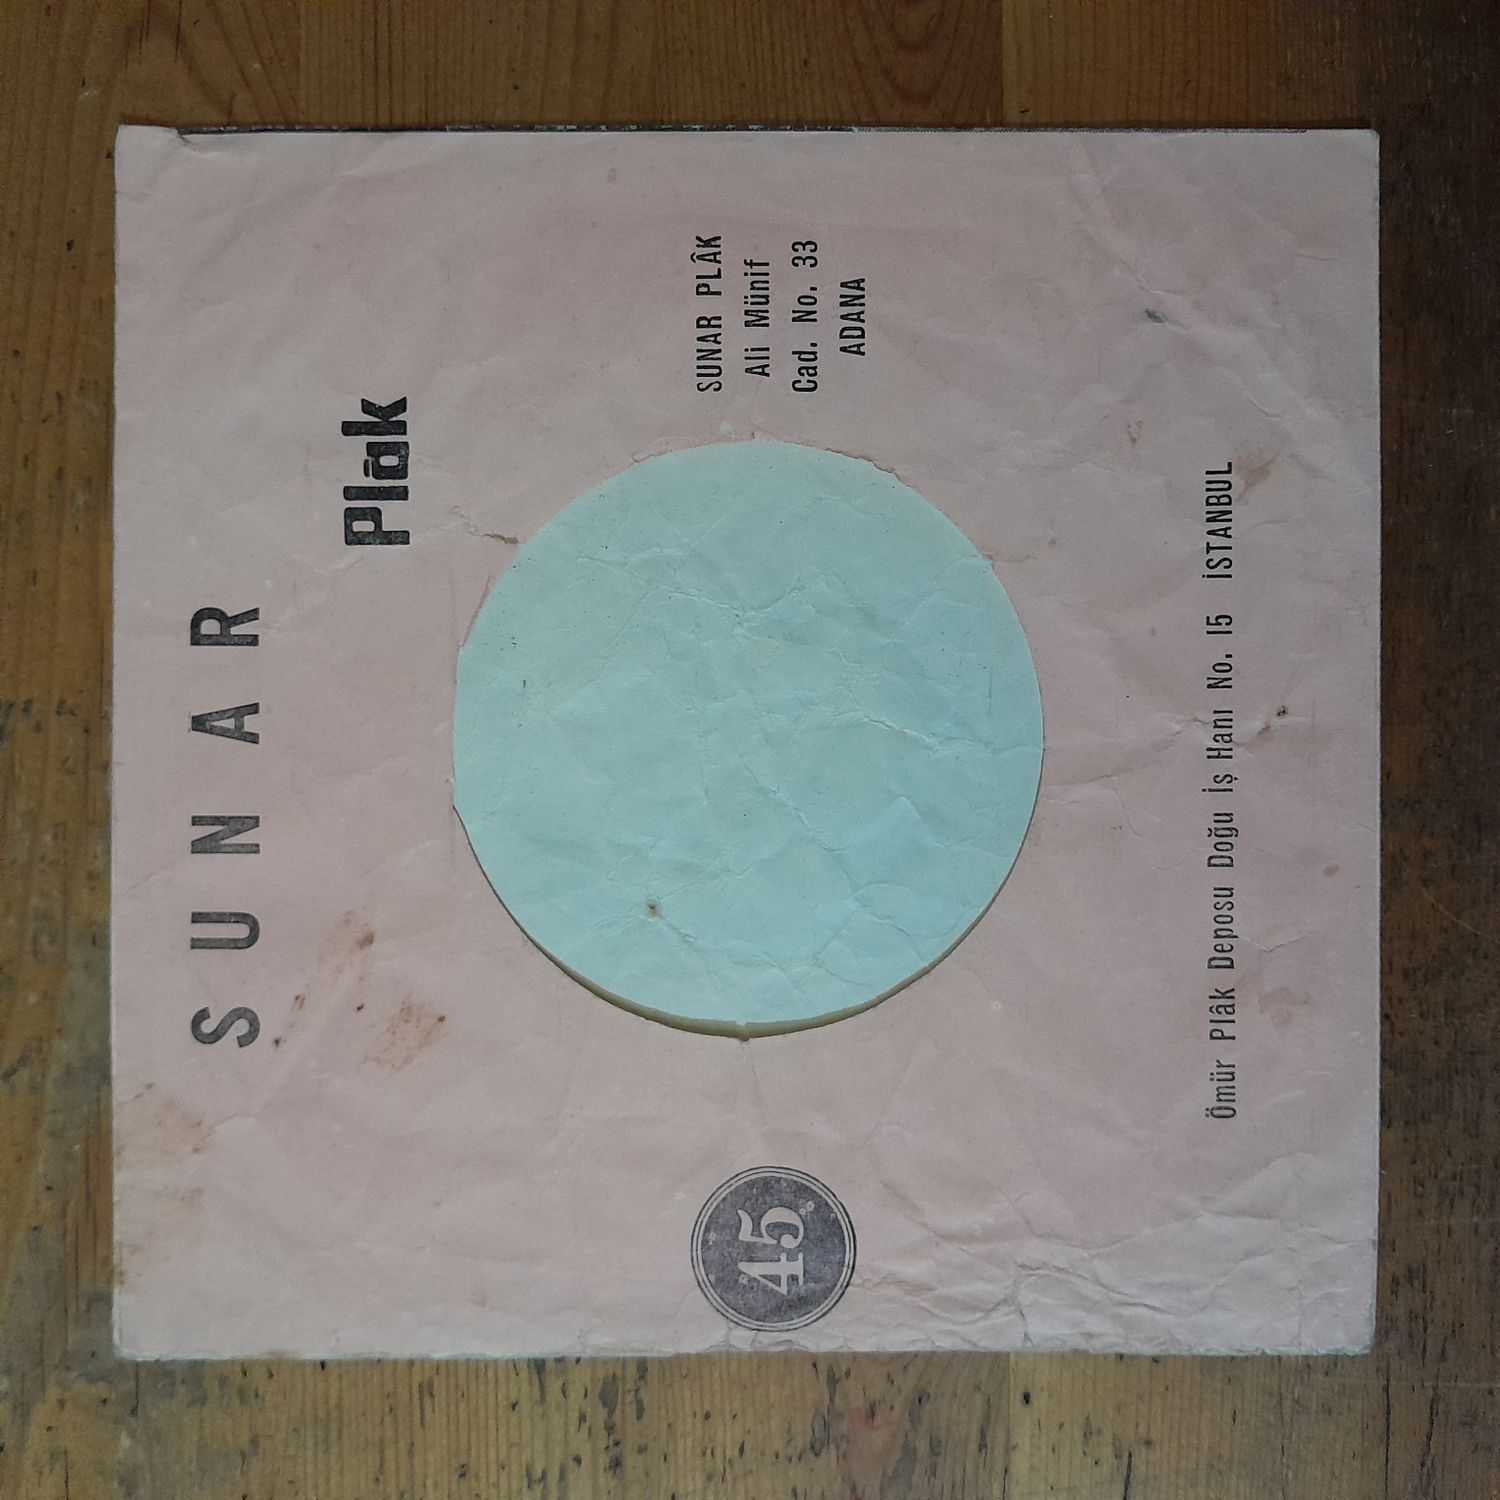 SUNAR
Plâk
45
SUNAR PLÂK
Ali Münif
Cad. No. 33
ADANA
Ömür Plâk Deposu Doğu İş Hanı No. 15 İSTANBUL